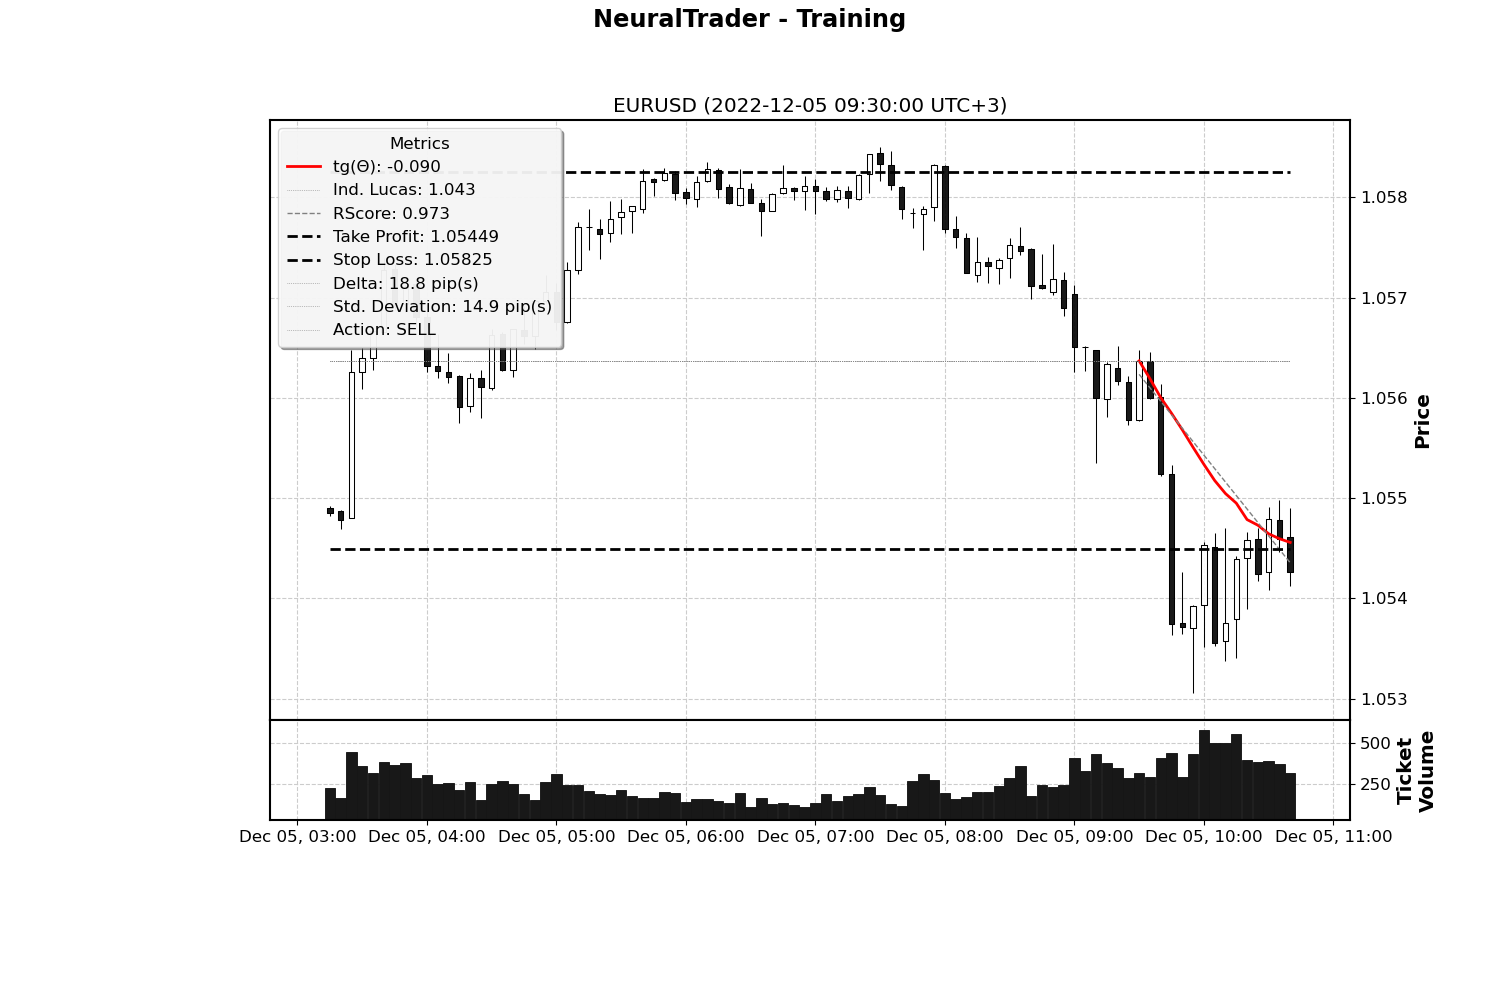 NeuralTrader - Training
EURUSD (2022-12-05 09:30:00 UTC+3)
Metrics
tg(Θ): -0.090
Ind. Lucas: 1.043
RScore: 0.973
Take Profit: 1.05449
Stop Loss: 1.05825
Delta: 18.8 pip(s)
Std. Deviation: 14.9 pip(s)
Action: SELL
1.058
1.057
1.056
1.055
1.054
1.053
Price
500
250
Ticket
Volume
Dec 05, 03:00
Dec 05, 04:00
Dec 05, 05:00
Dec 05, 06:00
Dec 05, 07:00
Dec 05, 08:00
Dec 05, 09:00
Dec 05, 10:00
Dec 05, 11:00